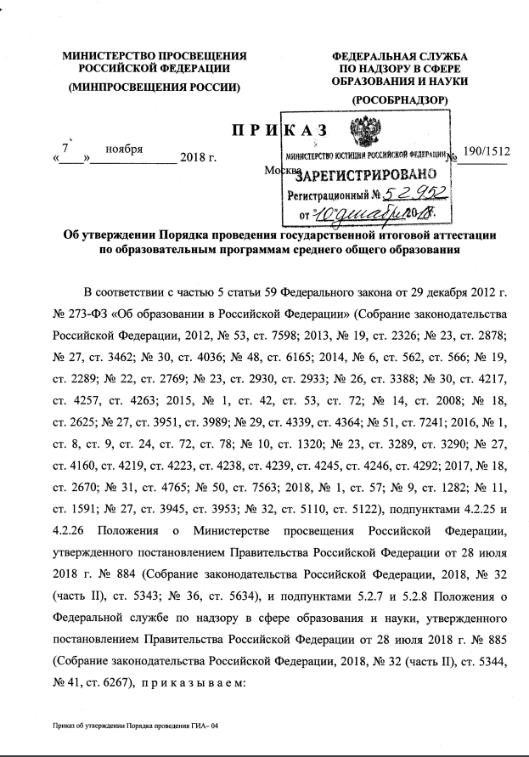 МИНИСТЕРСТВО ПРОСВЕЩЕНИЯ
РОССИЙСКОЙ ФЕДЕРАЦИИ
(МИНПРОСВЕЩЕНИЯ РОССИИ)
ФЕДЕРАЛЬНАЯ СЛУЖБА
ПО НАДЗОРУ В СФЕРЕ
ОБРАЗОВАНИЯ И НАУКИ
(РОСОБРНАДЗОР)
П Р И К А З
« 7 » ноября 2018 г.
№ 190/1512
Москва
МИНИСТЕРСТВО ЮСТИЦИИ РОССИЙСКОЙ ФЕДЕРАЦИИ
ЗАРЕГИСТРИРОВАНО
Регистрационный № 52952
от "10" декабря 2018.
Об утверждении Порядка проведения государственной итоговой аттестации
по образовательным программам среднего общего образования
В соответствии с частью 5 статьи 59 Федерального закона от 29 декабря 2012 г.
№ 273-ФЗ «Об образовании в Российской Федерации» (Собрание законодательства
Российской Федерации, 2012, № 53, ст. 7598; 2013, № 19, ст. 2326; № 23, ст. 2878;
№ 27, ст. 3462; № 30, ст. 4036; № 48, ст. 6165; 2014, № 6, ст. 562, ст. 566; № 19,
ст. 2289; № 22, ст. 2769; № 23, ст. 2930, ст. 2933; № 26, ст. 3388; № 30, ст. 4217,
ст. 4257, ст. 4263; 2015, № 1, ст. 42, ст. 53, ст. 72; № 14, ст. 2008; № 18,
ст. 2625; № 27, ст. 3951, ст. 3989; № 29, ст. 4339, ст. 4364; № 51, ст. 7241; 2016, № 1,
ст. 8, ст. 9, ст. 24, ст. 72, ст. 78; № 10, ст. 1320; № 23, ст. 3289, ст. 3290; № 27,
ст. 4160, ст. 4219, ст. 4223, ст. 4238, ст. 4239, ст. 4245, ст. 4246, ст. 4292; 2017, № 18,
ст. 2670; № 31, ст. 4765; № 50, ст. 7563; 2018, № 1, ст. 57; № 9, ст. 1282; № 11,
ст. 1591; № 27, ст. 3945, ст. 3953; № 32, ст. 5110, ст. 5122), подпунктами 4.2.25 и
4.2.26 Положения о Министерстве просвещения Российской Федерации,
утвержденного постановлением Правительства Российской Федерации от 28 июля
2018 г. № 884 (Собрание законодательства Российской Федерации, 2018, № 32
(часть II), ст. 5343; № 36, ст. 5634), и подпунктами 5.2.7 и 5.2.8 Положения о
Федеральной службе по надзору в сфере образования и науки, утвержденного
постановлением Правительства Российской Федерации от 28 июля 2018 г. № 885
(Собрание законодательства Российской Федерации, 2018, № 32 (часть II), ст. 5344,
№ 41, ст. 6267), п р и к а з ы в а е м:
Приказ об утверждении Порядка проведения ГИА– 04